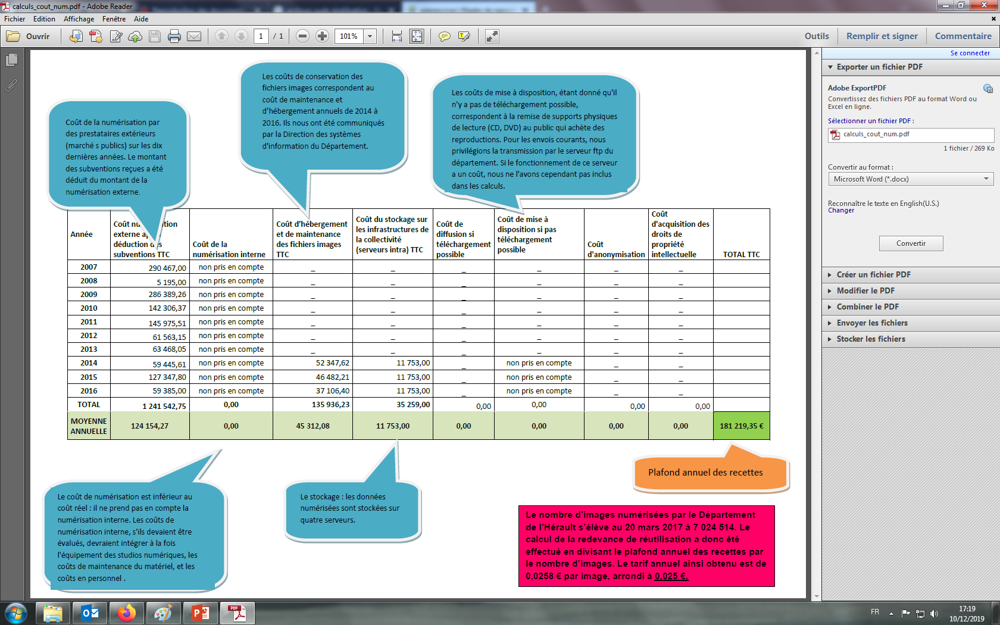 calculs_cout_num.pdf - Adobe Reader
Fichier Edition Affichage Fenêtre Aide
Ouvrir 1 / 1 101% Outils Remplir et signer Commentaire
Se connecter
Exporter un fichier PDF
Adobe ExportPDF
Convertissez des fichiers PDF au format Word ou
Excel en ligne.
Sélectionner un fichier PDF :
calculs_cout_num.pdf
1 fichier / 269 Ko
Convertir au format :
Microsoft Word (*.docx)
Reconnaître le texte en English(U.S.)
Changer
Convertir
Créer un fichier PDF
Modifier le PDF
Combiner le PDF
Envoyer les fichiers
Stocker les fichiers
Coût de la numérisation par
des prestataires extérieurs
(marché s publics) sur les dix
dernières années. Le montant
des subventions reçues a été
déduit du montant de la
numérisation externe.
Les coûts de conservation des
fichiers images correspondent au
coût de maintenance et
d’hébergement annuels de 2014 à
2016. Ils nous ont été communiqués
par la Direction des systèmes
d'information du Département.
Les coûts de mise à disposition, étant donné qu'il
n'y a pas de téléchargement possible,
correspondent à la remise de supports physiques
de lecture (CD, DVD) au public qui achète des
reproductions. Pour les envois courants, nous
privilégions la transmission par le serveur ftp du
département. Si le fonctionnement de ce serveur
a un coût, nous ne l'avons cependant pas inclus
dans les calculs.
Année
Coût
externe
déduction
subventions TTC
Coût de la
numérisation interne
Coût d’hébergement
et de maintenance
des fichiers images
TTC
Coût du stockage sur
les infrastructures de
la collectivité
(serveurs intra) TTC
Coût de
diffusion si
téléchargement
possible
Coût de mise à
disposition si pas
téléchargement
possible
Coût
d'anonymisation
Coût
d'acquisition des
droits de
propriété
intellectuelle
TOTAL TTC
2007 290 467,00 non pris en compte _ _ _ _ _ _
2008 5 195,00 non pris en compte _ _ _ _ _ _
2009 286 389,26 non pris en compte _ _ _ _ _ _
2010 142 306,37 non pris en compte _ _ _ _ _ _
2011 145 975,51 non pris en compte _ _ _ _ _ _
2012 61 563,15 non pris en compte _ _ _ _ _ _
2013 63 468,05 non pris en compte _ _ _ _ _ _
2014 59 445,61 non pris en compte 52 347,62 11 753,00 _ non pris en compte _ _
2015 127 347,80 non pris en compte 46 482,21 11 753,00 _ non pris en compte _ _
2016 59 385,00 non pris en compte 37 106,40 11 753,00 _ non pris en compte _ _
TOTAL 1 241 542,75 0,00 135 936,23 35 259,00 0,00 0,00 0,00 0,00
MOYENNE
ANNUELLE 124 154,27 0,00 45 312,08 11 753,00 0,00 0,00 0,00 0,00 181 219,35 €
Le coût de numérisation est inférieur au
coût réel : il ne prend pas en compte la
numérisation interne. Les coûts de
numérisation interne, s'ils devaient être
évalués, devraient intégrer à la fois
l'équipement des studios numériques, les
coûts de maintenance du matériel, et les
coûts en personnel .
Le stockage : les données
numérisées sont stockées sur
quatre serveurs.
Plafond annuel des recettes
Le nombre d’images numérisées par le Département
de l’Hérault s’élève au 20 mars 2017 à 7 024 514. Le
calcul de la redevance de réutilisation a donc été
effectué en divisant le plafond annuel des recettes par
le nombre d’images. Le tarif annuel ainsi obtenu est de
0,0258 € par image, arrondi à 0,025 €.
FR 17:19
10/12/2019